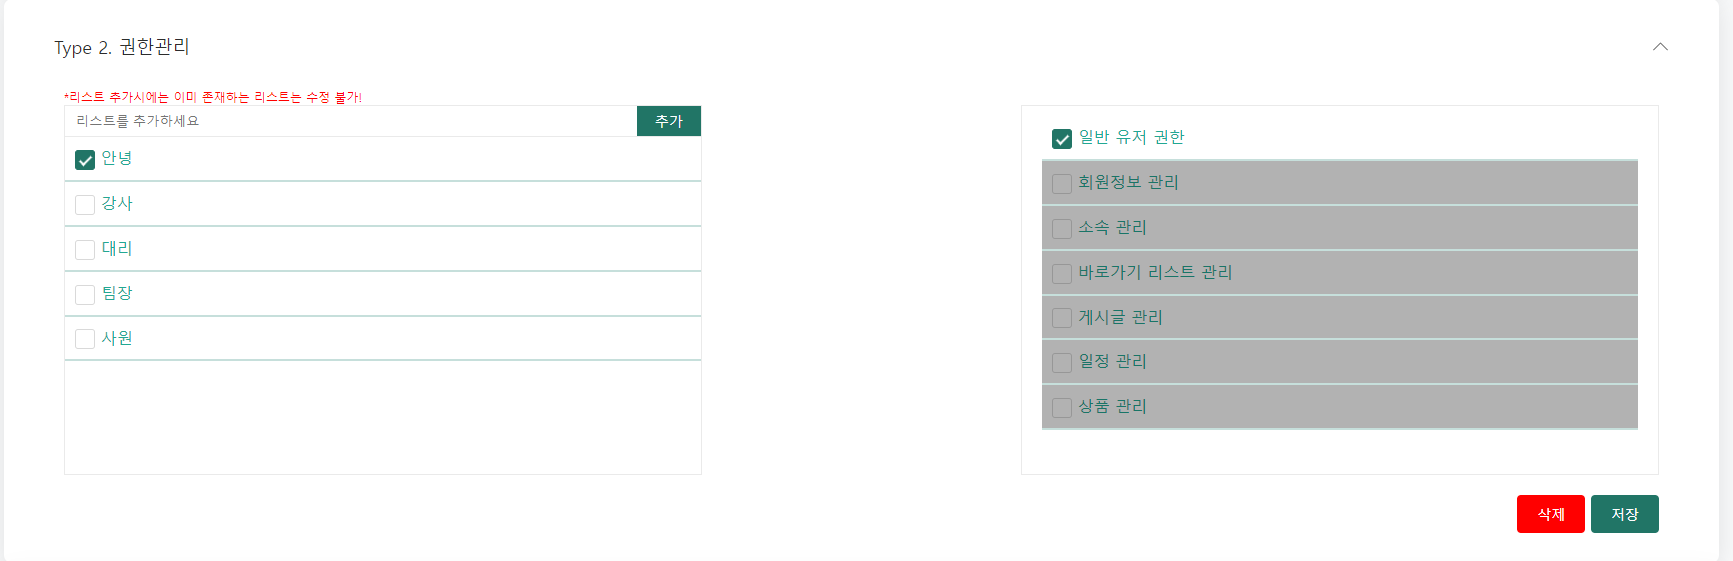 Type 2. 권한관리
*리스트 추가시에는 이미 존재하는 리스트는 수정 불가!
리스트를 추가하세요
추가
안녕
강사
대리
팀장
사원
일반 유저 권한
회원정보 관리
소속 관리
바로가기 리스트 관리
게시글 관리
일정 관리
상품 관리
삭제
저장